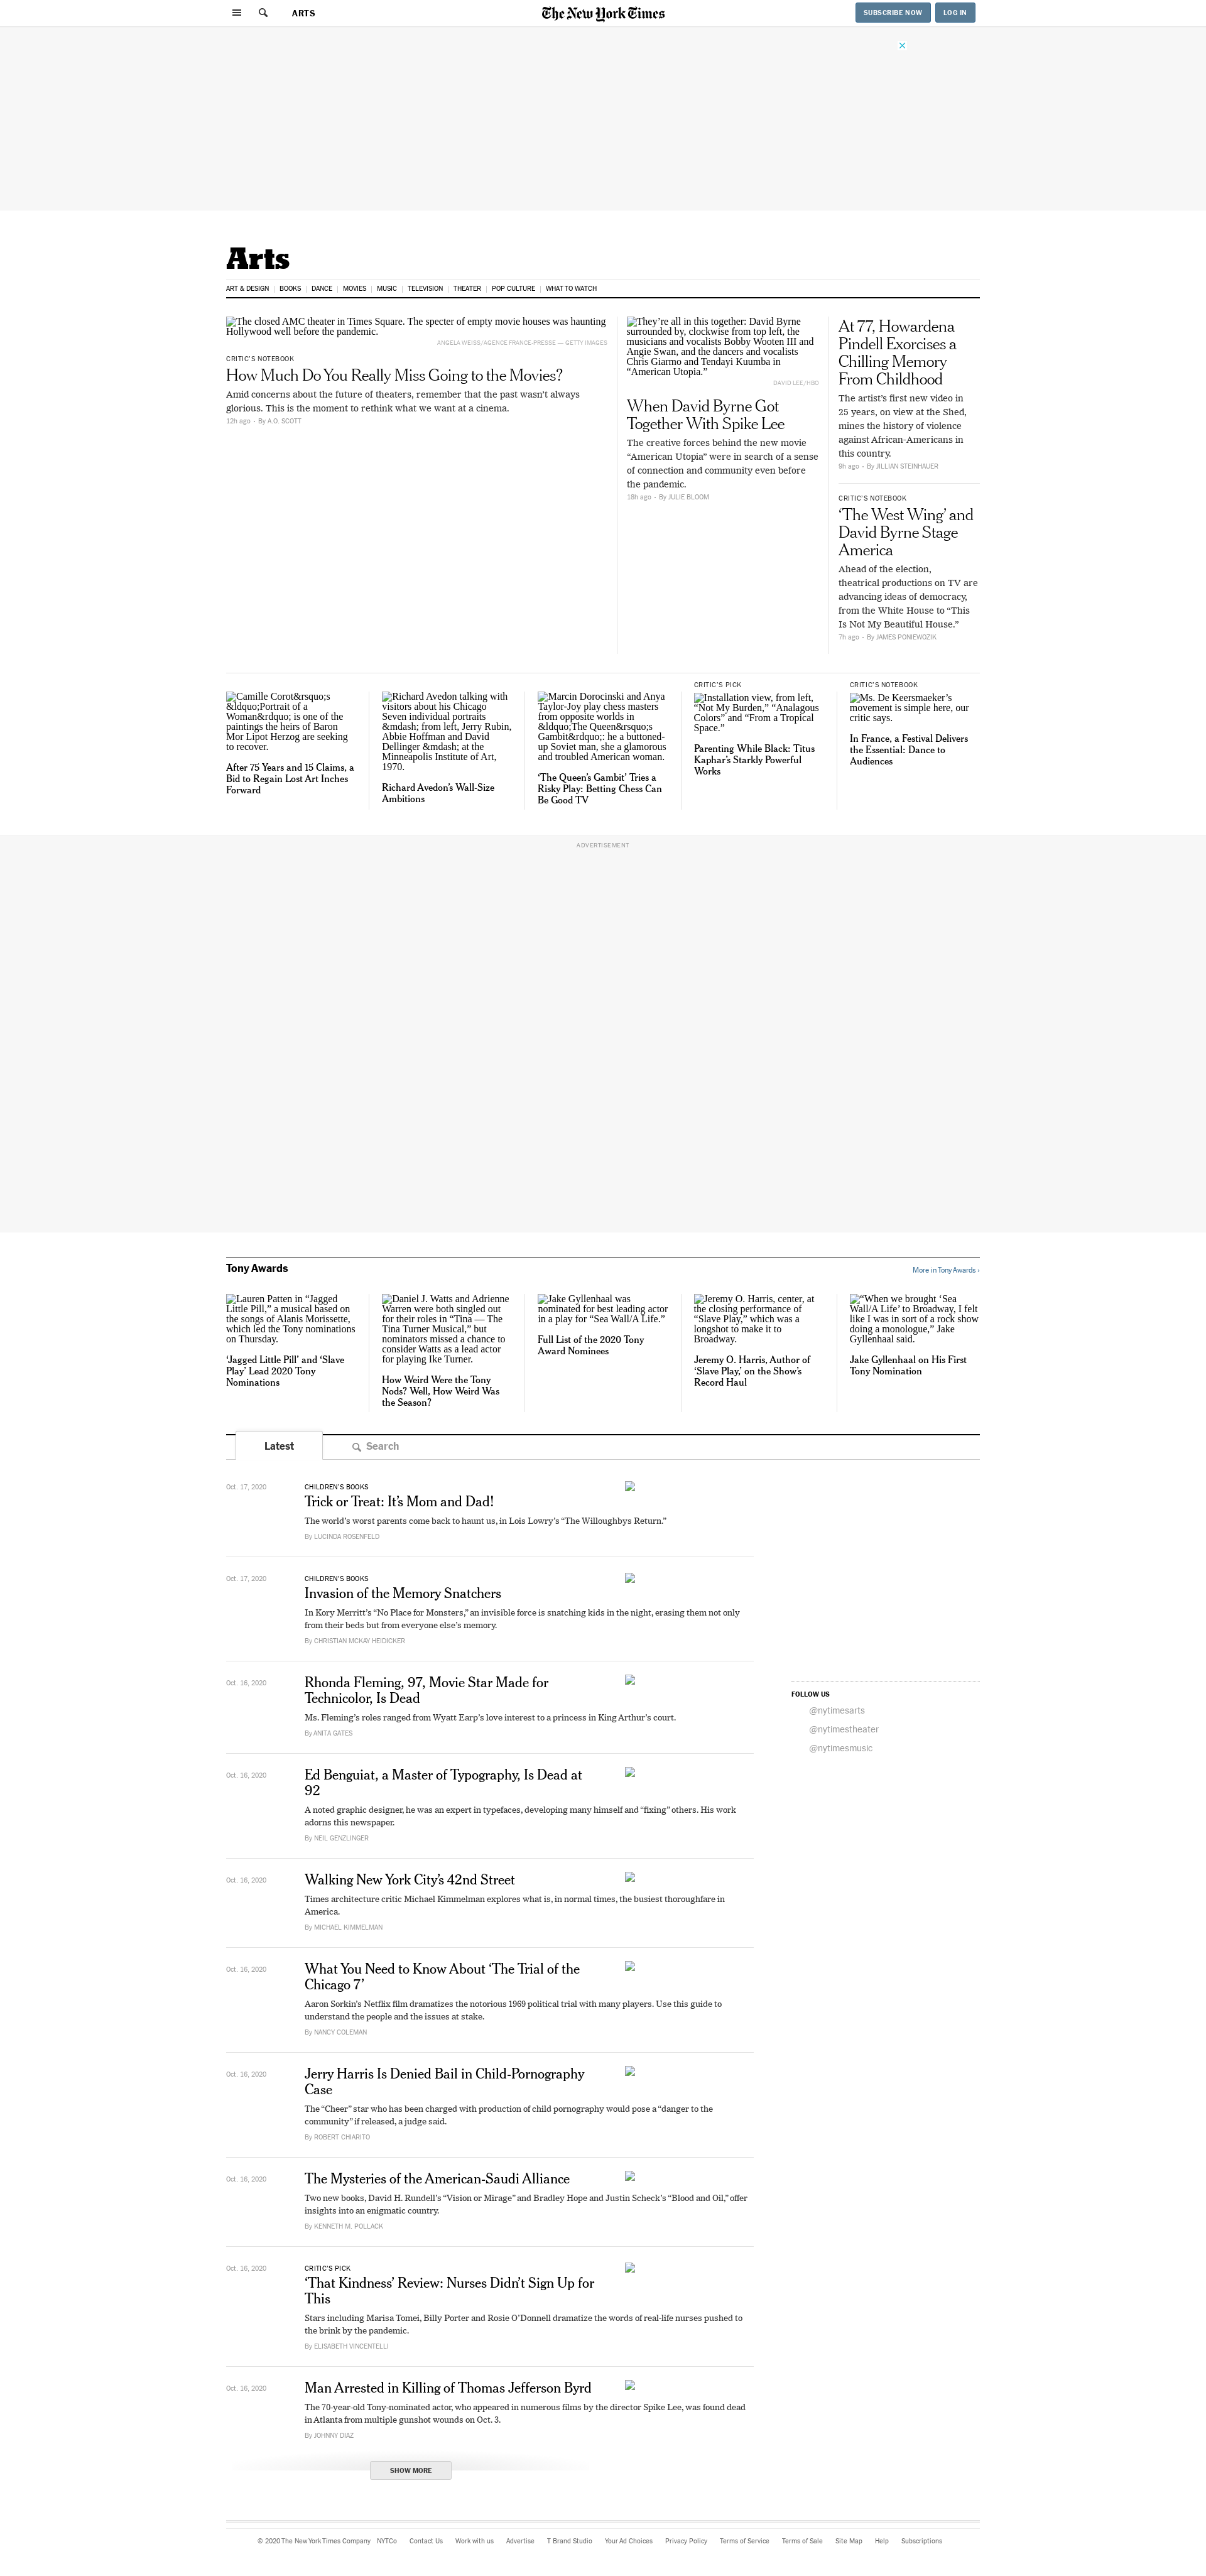 ARTS
The New York Times
SUBSCRIBE NOW
LOG IN
Arts
ART & DESIGN
BOOKS
DANCE
MOVIES
MUSIC
TELEVISION
THEATER
POP CULTURE
WHAT TO WATCH
The closed AMC theater in Times Square. The specter of empty movie houses was haunting
Hollywood well before the pandemic.
ANGELA WEISS/AGENCE FRANCE-PRESSE — GETTY IMAGES
CRITIC’S NOTEBOOK
How Much Do You Really Miss Going to the Movies?
Amid concerns about the future of theaters, remember that the past wasn’t always
glorious. This is the moment to rethink what we want at a cinema.
12h ago • By A.O. SCOTT
They’re all in this together: David Byrne
surrounded by, clockwise from top left, the
musicians and vocalists Bobby Wooten III and
Angie Swan, and the dancers and vocalists
Chris Giarmo and Tendayi Kuumba in
“American Utopia.”
DAVID LEE/HBO
When David Byrne Got
Together With Spike Lee
The creative forces behind the new movie
“American Utopia” were in search of a sense
of connection and community even before
the pandemic.
18h ago • By JULIE BLOOM
At 77, Howardena
Pindell Exorcises a
Chilling Memory
From Childhood
The artist’s first new video in
25 years, on view at the Shed,
mines the history of violence
against African-Americans in
this country.
9h ago • By JILLIAN STEINHAUER
CRITIC’S NOTEBOOK
‘The West Wing’ and
David Byrne Stage
America
Ahead of the election,
theatrical productions on TV are
advancing ideas of democracy,
from the White House to “This
Is Not My Beautiful House.”
7h ago • By JAMES PONIEWOZIK
Camille Corot&rsquo;s
&ldquo;Portrait of a
Woman&rdquo; is one of the
paintings the heirs of Baron
Mor Lipot Herzog are seeking
to recover.
After 75 Years and 15 Claims, a
Bid to Regain Lost Art Inches
Forward
Richard Avedon talking with
visitors about his Chicago
Seven individual portraits
&mdash; from left, Jerry Rubin,
Abbie Hoffman and David
Dellinger &mdash; at the
Minneapolis Institute of Art,
1970.
Richard Avedon’s Wall-Size
Ambitions
Marcin Dorocinski and Anya
Taylor-Joy play chess masters
from opposite worlds in
&ldquo;The Queen&rsquo;s
Gambit&rdquo;: he a buttoned-
up Soviet man, she a glamorous
and troubled American woman.
‘The Queen’s Gambit’ Tries a
Risky Play: Betting Chess Can
Be Good TV
CRITIC’S PICK
Installation view, from left,
“Not My Burden,” “Analagous
Colors” and “From a Tropical
Space.”
Parenting While Black: Titus
Kaphar’s Starkly Powerful
Works
CRITIC’S NOTEBOOK
Ms. De Keersmaeker’s
movement is simple here, our
critic says.
In France, a Festival Delivers
the Essential: Dance to
Audiences
ADVERTISEMENT
Tony Awards
More in Tony Awards ›
Lauren Patten in “Jagged
Little Pill,” a musical based on
the songs of Alanis Morissette,
which led the Tony nominations
on Thursday.
‘Jagged Little Pill’ and ‘Slave
Play’ Lead 2020 Tony
Nominations
Daniel J. Watts and Adrienne
Warren were both singled out
for their roles in “Tina — The
Tina Turner Musical,” but
nominators missed a chance to
consider Watts as a lead actor
for playing Ike Turner.
How Weird Were the Tony
Nods? Well, How Weird Was
the Season?
Jake Gyllenhaal was
nominated for best leading actor
in a play for “Sea Wall/A Life.”
Full List of the 2020 Tony
Award Nominees
Jeremy O. Harris, center, at
the closing performance of
“Slave Play,” which was a
longshot to make it to
Broadway.
Jeremy O. Harris, Author of
‘Slave Play,’ on the Show’s
Record Haul
“When we brought ‘Sea
Wall/A Life’ to Broadway, I felt
like I was in sort of a rock show
doing a monologue,” Jake
Gyllenhaal said.
Jake Gyllenhaal on His First
Tony Nomination
Latest
Search
Oct. 17, 2020
CHILDREN’S BOOKS
Trick or Treat: It’s Mom and Dad!
The world’s worst parents come back to haunt us, in Lois Lowry’s “The Willoughbys Return.”
By LUCINDA ROSENFELD
Oct. 17, 2020
CHILDREN’S BOOKS
Invasion of the Memory Snatchers
In Kory Merritt’s “No Place for Monsters,” an invisible force is snatching kids in the night, erasing them not only
from their beds but from everyone else’s memory.
By CHRISTIAN MCKAY HEIDICKER
Oct. 16, 2020
Rhonda Fleming, 97, Movie Star Made for
Technicolor, Is Dead
Ms. Fleming’s roles ranged from Wyatt Earp’s love interest to a princess in King Arthur’s court.
By ANITA GATES
FOLLOW US
@nytimesarts
@nytimestheater
@nytimesmusic
Oct. 16, 2020
Ed Benguiat, a Master of Typography, Is Dead at
92
A noted graphic designer, he was an expert in typefaces, developing many himself and “fixing” others. His work
adorns this newspaper.
By NEIL GENZLINGER
Oct. 16, 2020
Walking New York City’s 42nd Street
Times architecture critic Michael Kimmelman explores what is, in normal times, the busiest thoroughfare in
America.
By MICHAEL KIMMELMAN
Oct. 16, 2020
What You Need to Know About ‘The Trial of the
Chicago 7’
Aaron Sorkin’s Netflix film dramatizes the notorious 1969 political trial with many players. Use this guide to
understand the people and the issues at stake.
By NANCY COLEMAN
Oct. 16, 2020
Jerry Harris Is Denied Bail in Child-Pornography
Case
The “Cheer” star who has been charged with production of child pornography would pose a “danger to the
community” if released, a judge said.
By ROBERT CHIARITO
Oct. 16, 2020
The Mysteries of the American-Saudi Alliance
Two new books, David H. Rundell’s “Vision or Mirage” and Bradley Hope and Justin Scheck’s “Blood and Oil,” offer
insights into an enigmatic country.
By KENNETH M. POLLACK
Oct. 16, 2020
CRITIC’S PICK
‘That Kindness’ Review: Nurses Didn’t Sign Up for
This
Stars including Marisa Tomei, Billy Porter and Rosie O’Donnell dramatize the words of real-life nurses pushed to
the brink by the pandemic.
By ELISABETH VINCENTELLI
Oct. 16, 2020
Man Arrested in Killing of Thomas Jefferson Byrd
The 70-year-old Tony-nominated actor, who appeared in numerous films by the director Spike Lee, was found dead
in Atlanta from multiple gunshot wounds on Oct. 3.
By JOHNNY DIAZ
SHOW MORE
© 2020 The New York Times Company
NYTCo
Contact Us
Work with us
Advertise
T Brand Studio
Your Ad Choices
Privacy Policy
Terms of Service
Terms of Sale
Site Map
Help
Subscriptions